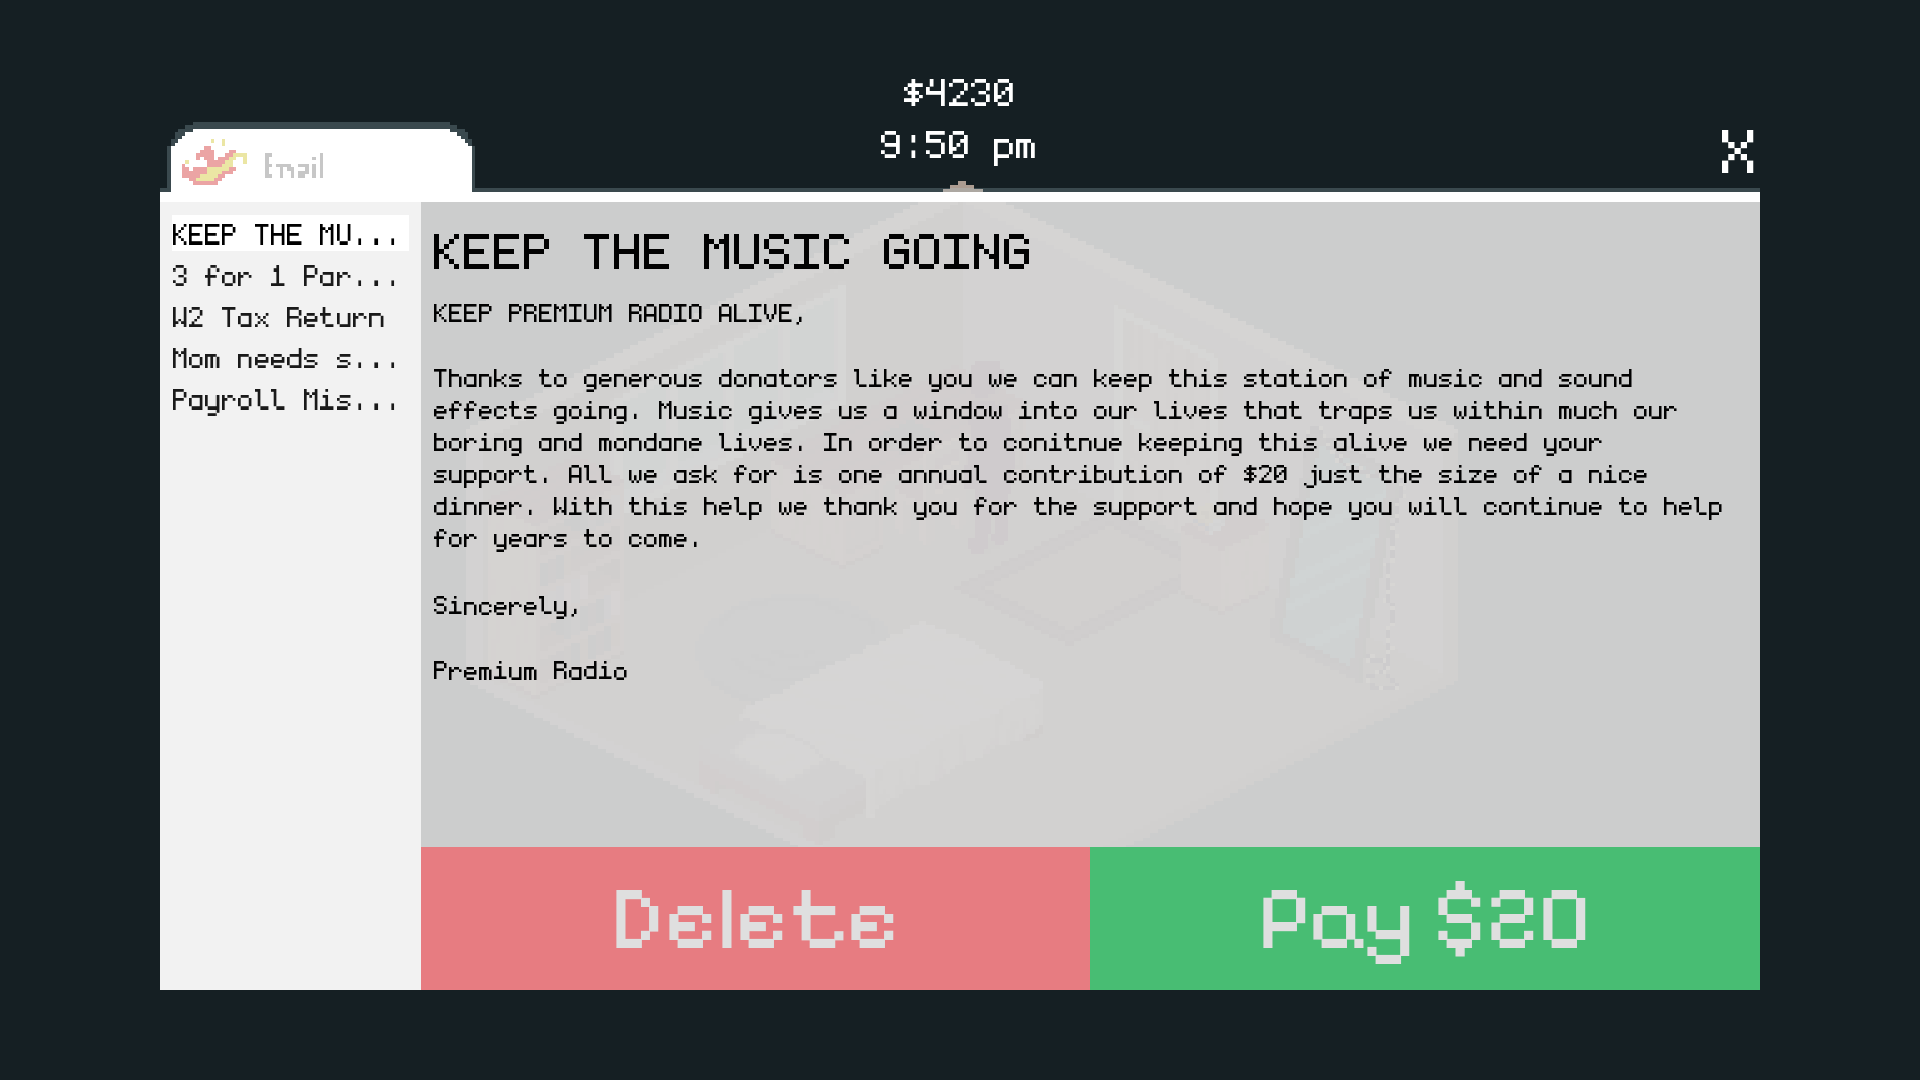 $4230
9:50 pm
X
Email
KEEP THE MU...
3 for 1 Par...
W2 Tax Return
Mom needs s...
Payroll Mis...
KEEP THE MUSIC GOING
KEEP PREMIUM RADIO ALIVE,
Thanks to generous donators like you we can keep this station of music and sound
effects going. Music gives us a window into our lives that traps us within much our
boring and mondane lives. In order to conitnue keeping this alive we need your
support. All we ask for is one annual contribution of $20 just the size of a nice
dinner. With this help we thank you for the support and hope you will continue to help
for years to come.
Sincerely,
Premium Radio
Delete
Pay $20